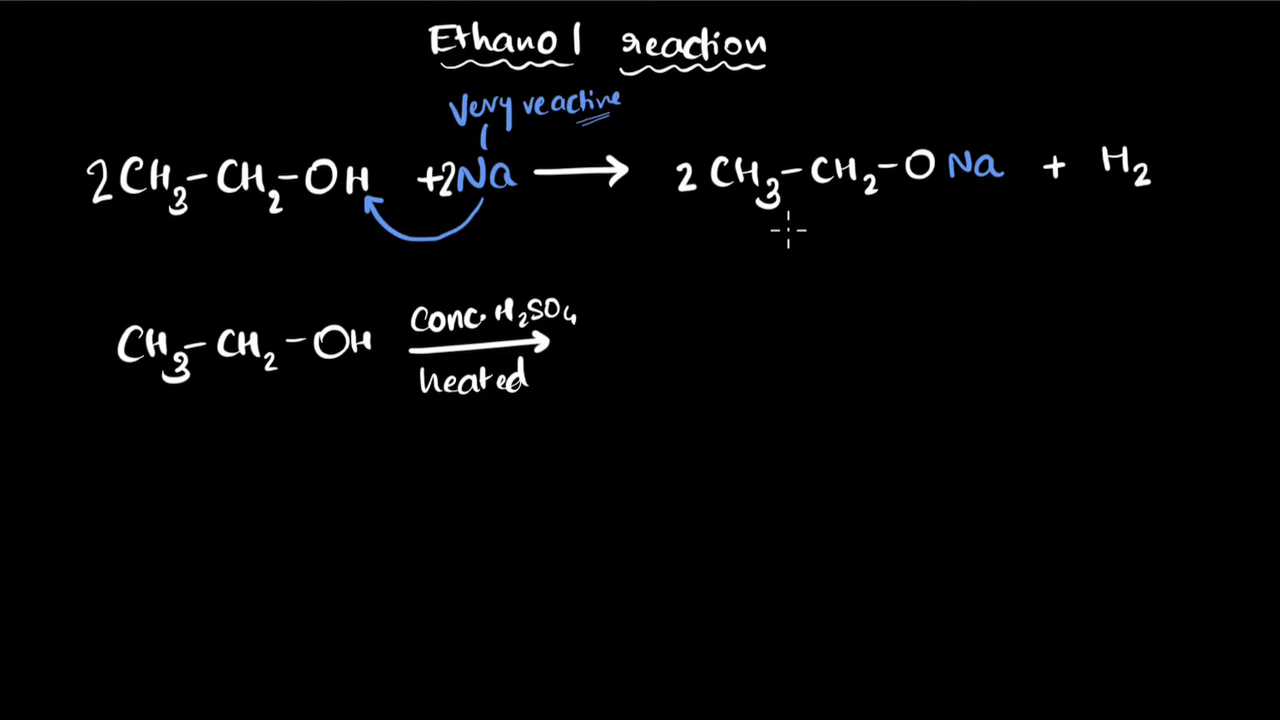 Ethanol reaction
Very reactive
2CH₃-CH₂-OH +2Na ⟶ 2CH₃-CH₂-ONa + H₂
Conc. H₂SO₄
CH₃-CH₂-OH ⟶
heated